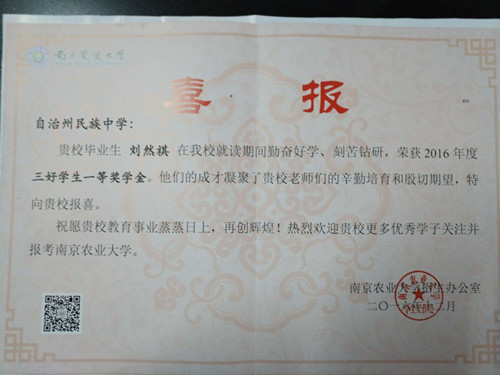 南京农业大学
喜报
自治州民族中学：
贵校毕业生 刘然祺 在我校就读期间勤奋好学、刻苦钻研，荣获2016年度
三好学生一等奖学金。他们的成才凝聚了贵校老师们的辛勤培育和殷切期望，特
向贵校报喜。
祝愿贵校教育事业蒸蒸日上，再创辉煌！热烈欢迎贵校更多优秀学子关注并
报考南京农业大学。
南京农业大学招生办公室
二〇一 年 二月